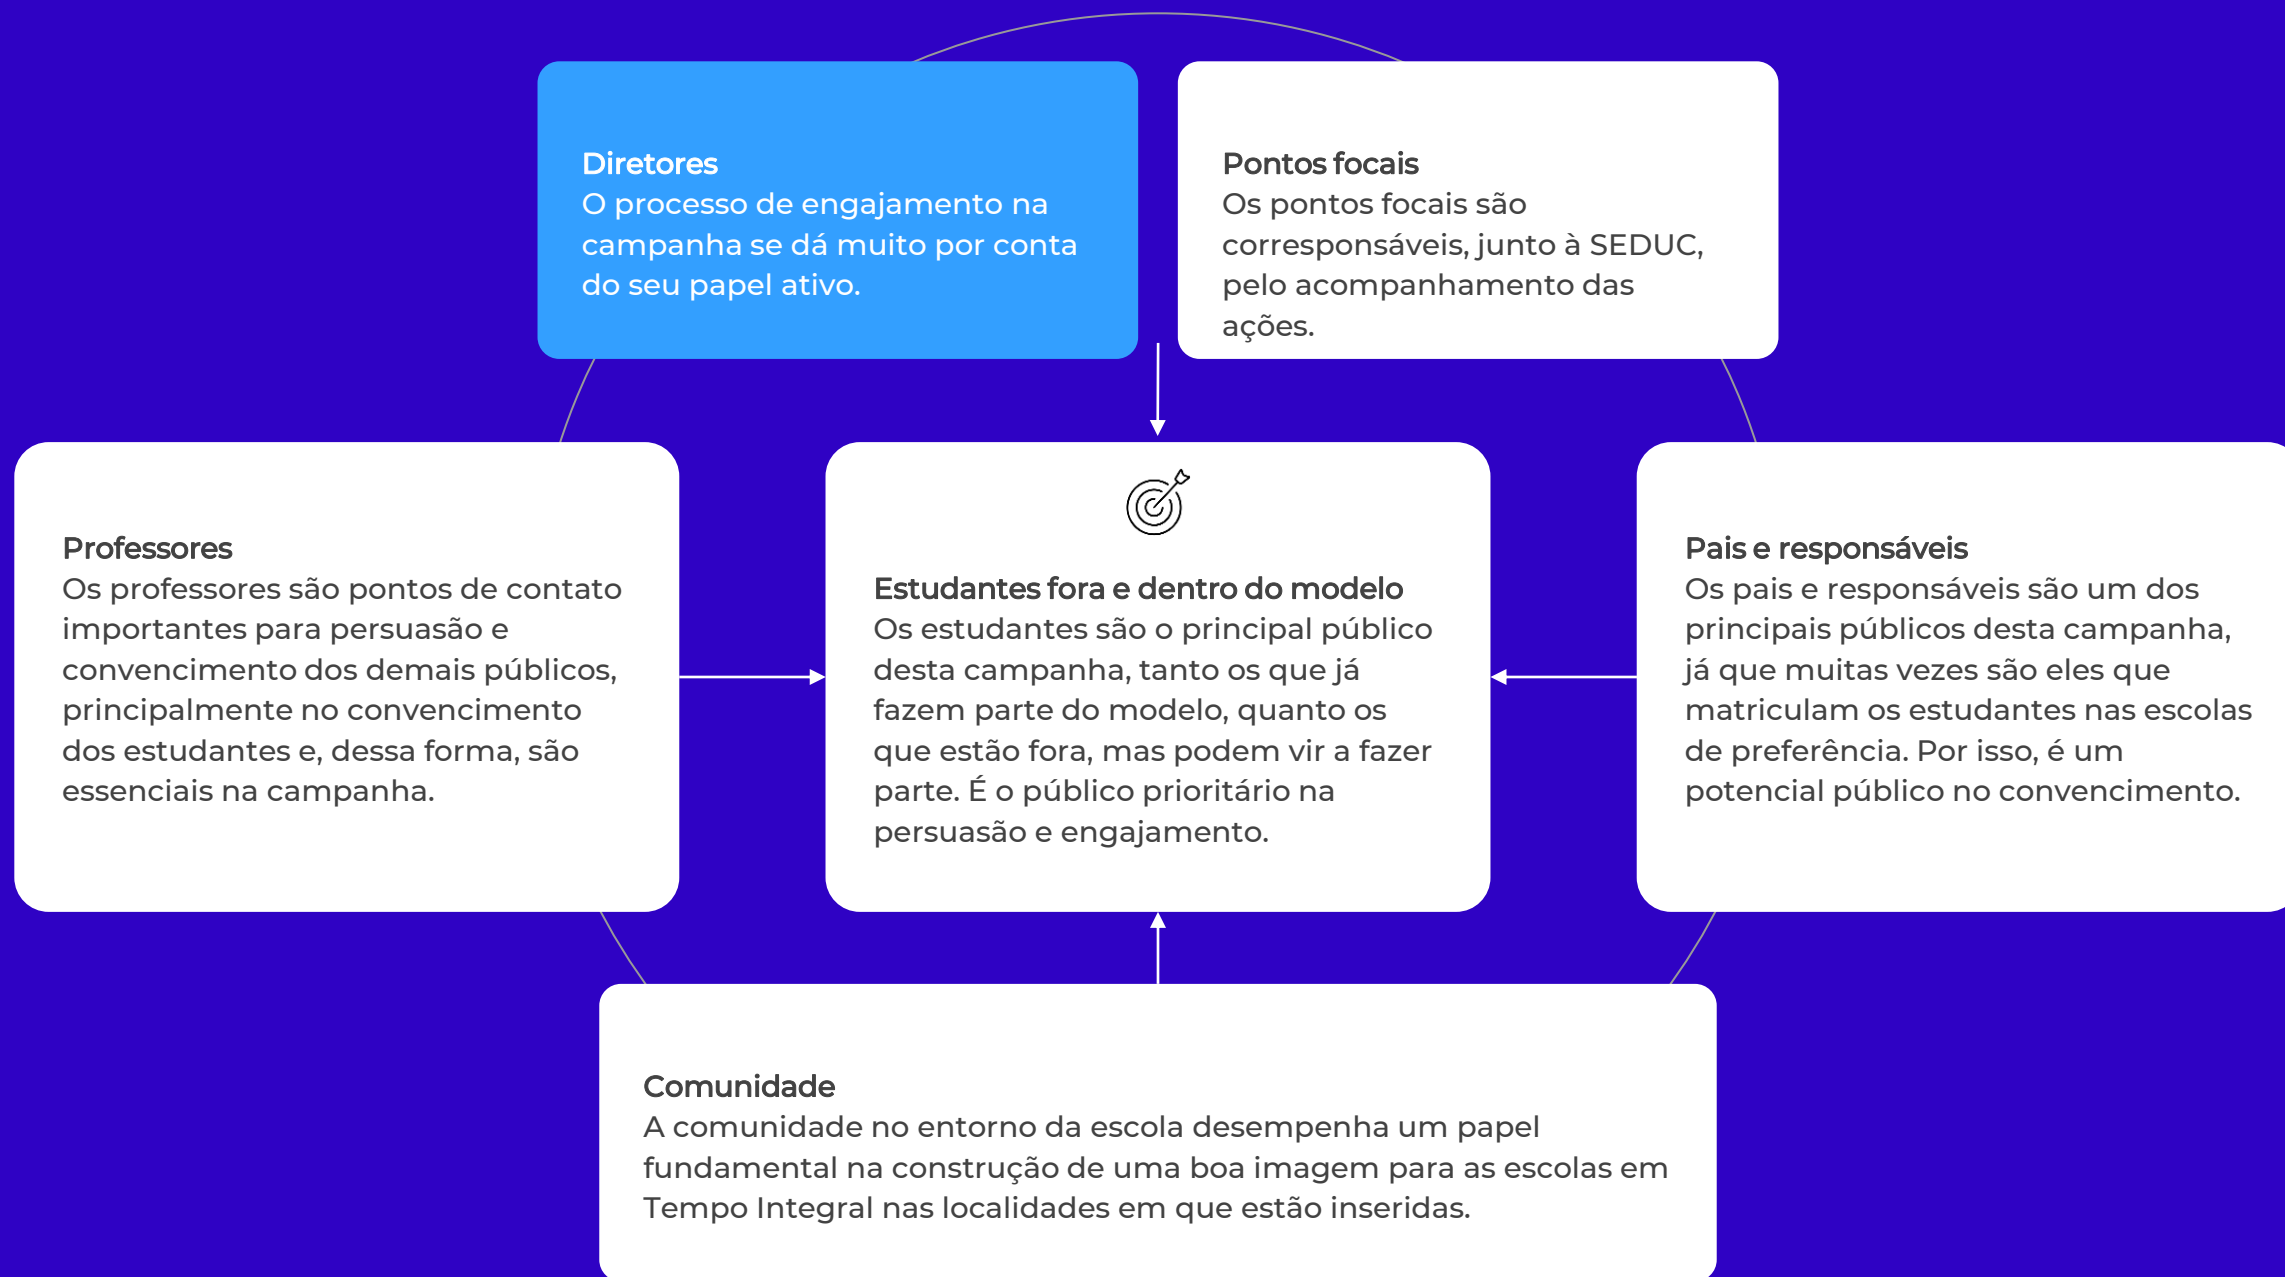 Diretores
O processo de engajamento na
campanha se dá muito por conta
do seu papel ativo.
Pontos focais
Os pontos focais são
corresponsáveis, junto à SEDUC,
pelo acompanhamento das
ações.
Professores
Os professores são pontos de contato
importantes para persuasão e
convencimento dos demais públicos,
principalmente no convencimento
dos estudantes e, dessa forma, são
essenciais na campanha.
Estudantes fora e dentro do modelo
Os estudantes são o principal público
desta campanha, tanto os que já
fazem parte do modelo, quanto os
que estão fora, mas podem vir a fazer
parte. É o público prioritário na
persuasão e engajamento.
Pais e responsáveis
Os pais e responsáveis são um dos
principais públicos desta campanha,
já que muitas vezes são eles que
matriculam os estudantes nas escolas
de preferência. Por isso, é um
potencial público no convencimento.
Comunidade
A comunidade no entorno da escola desempenha um papel
fundamental na construção de uma boa imagem para as escolas em
Tempo Integral nas localidades em que estão inseridas.